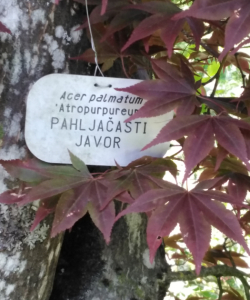 Acer palmatum
'Atropurpureum'
PAHLJAČASTI
JAVOR